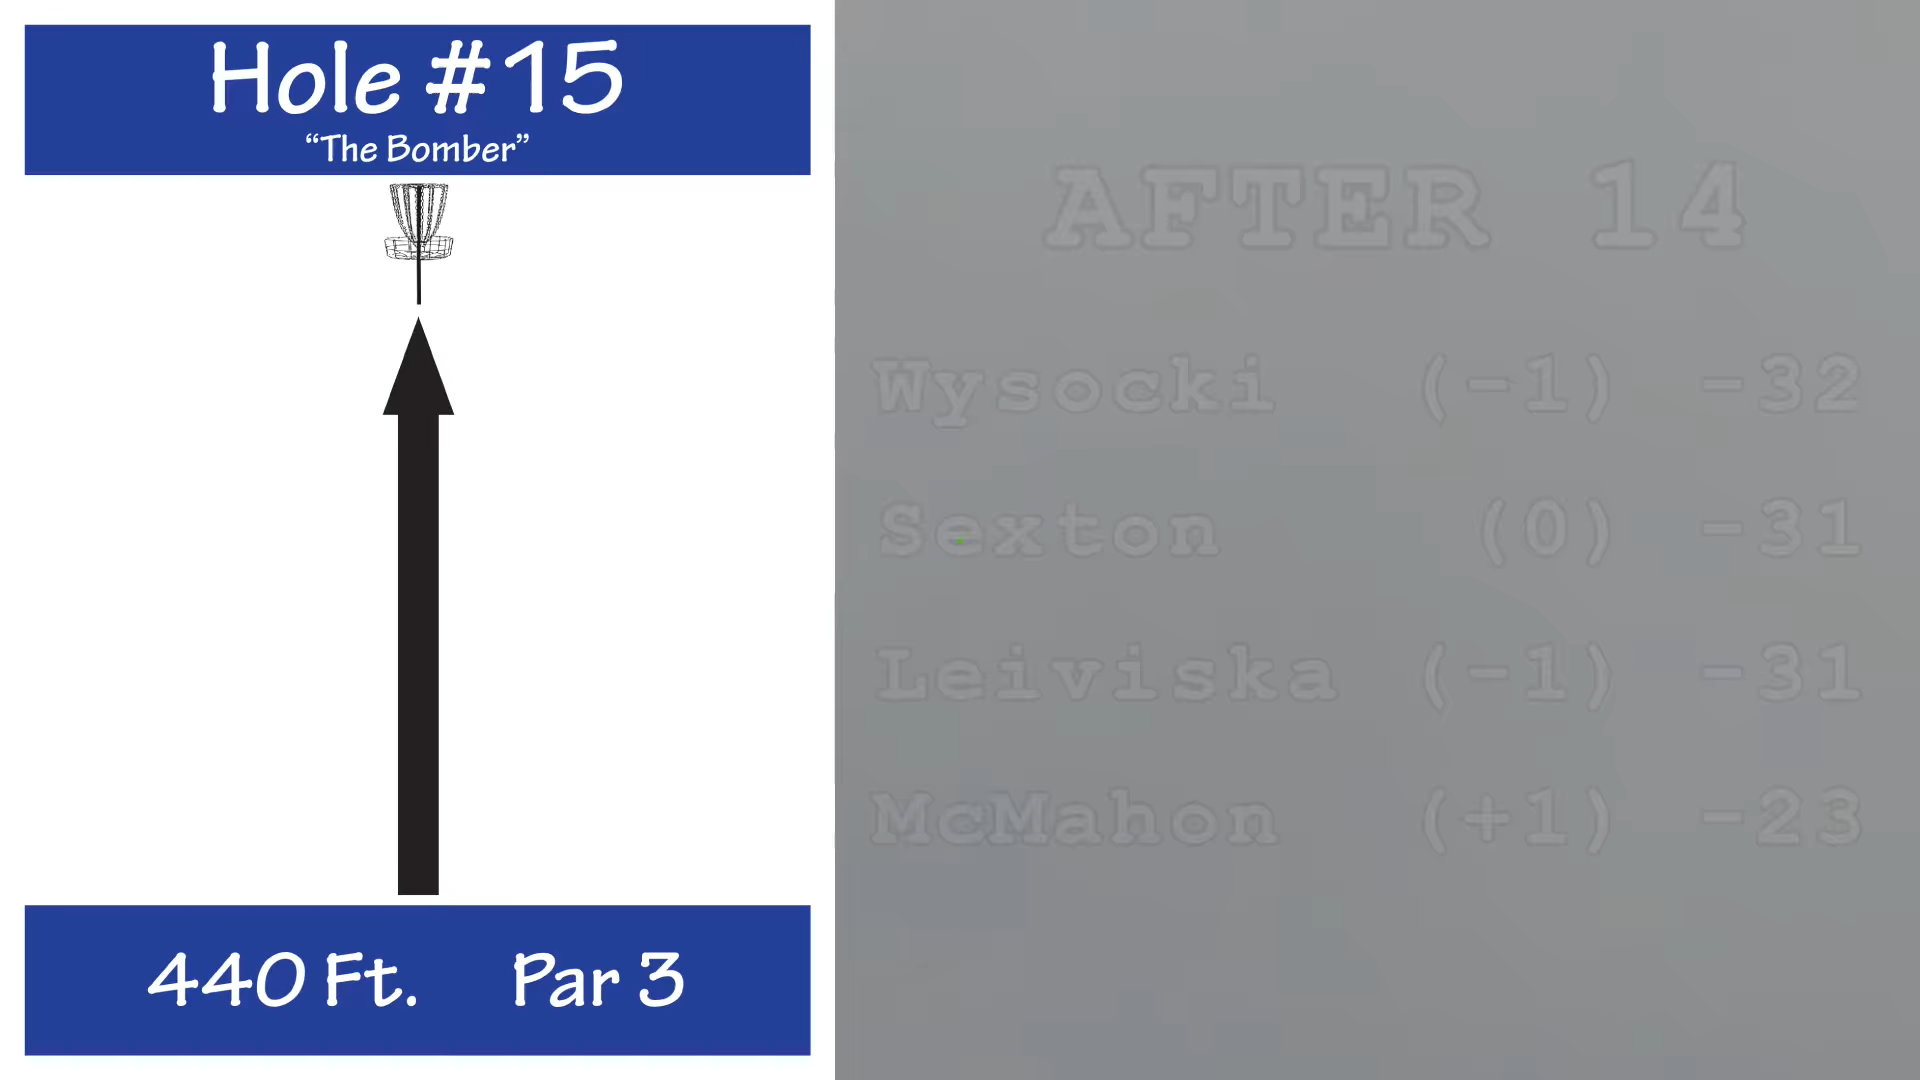 Hole #15
“The Bomber”
440 Ft. Par 3
AFTER 14
Wysocki (-1) -32
Sexton (0) -31
Leiviska (-1) -31
McMahon (+1) -23